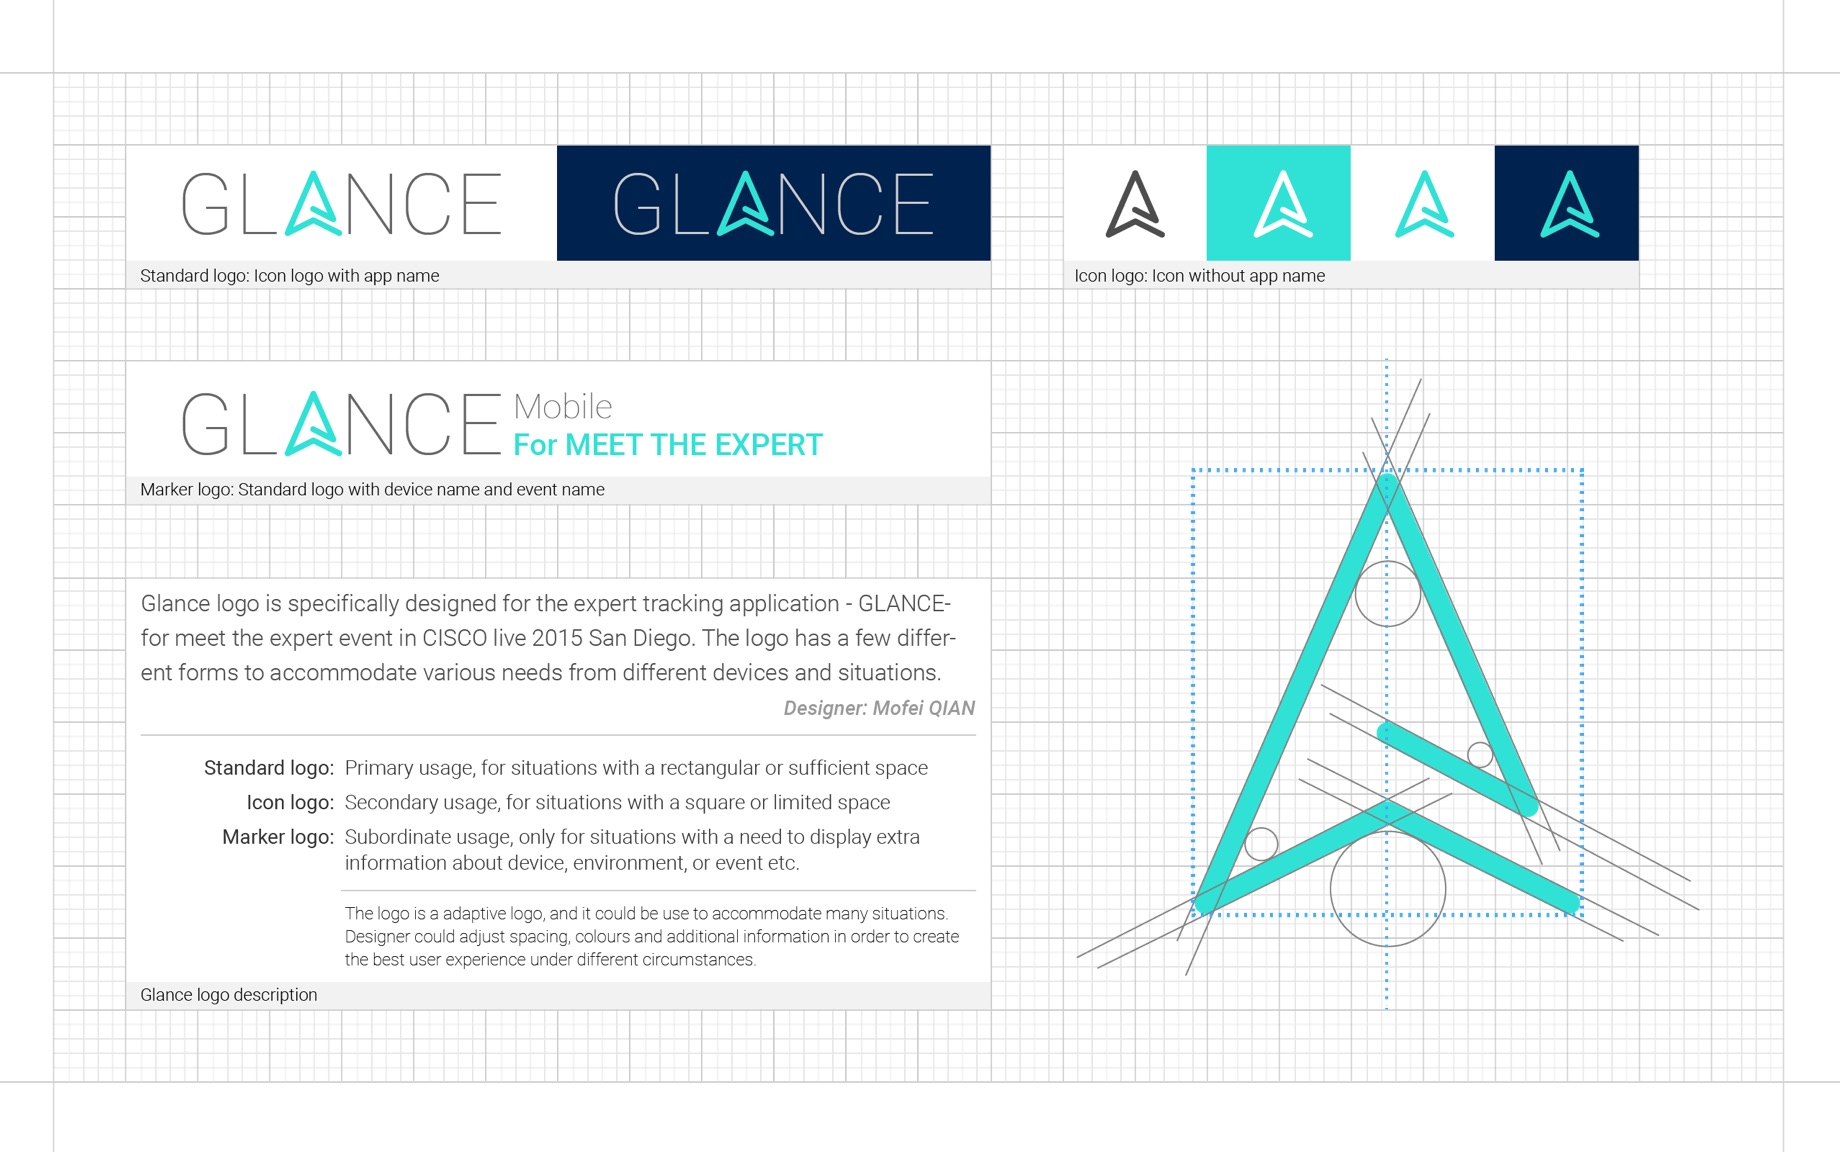 GLANCE
GLANCE
Standard logo: Icon logo with app name
Icon logo: Icon without app name
GLANCE Mobile
For MEET THE EXPERT
Marker logo: Standard logo with device name and event name
Glance logo is specifically designed for the expert tracking application - GLANCE-
for meet the expert event in CISCO live 2015 San Diego. The logo has a few differ-
ent forms to accommodate various needs from different devices and situations.
Designer: Mofei QIAN
Standard logo: Primary usage, for situations with a rectangular or sufficient space
Icon logo: Secondary usage, for situations with a square or limited space
Marker logo: Subordinate usage, only for situations with a need to display extra
information about device, environment, or event etc.
The logo is a adaptive logo, and it could be use to accommodate many situations.
Designer could adjust spacing, colours and additional information in order to create
the best user experience under different circumstances.
Glance logo description